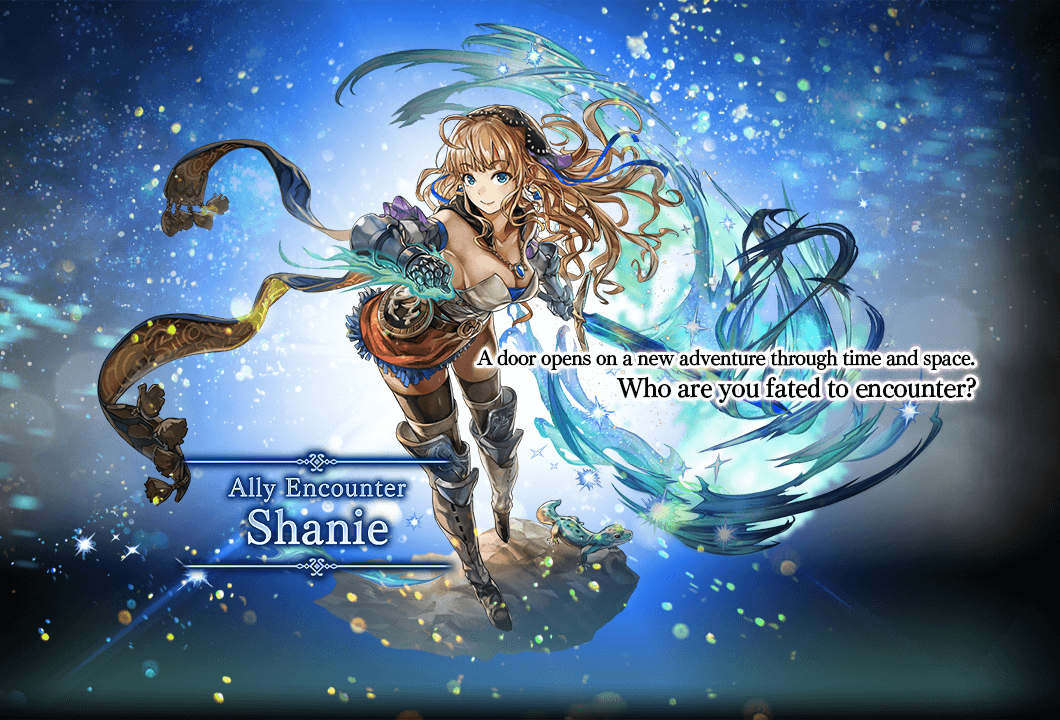 A door opens on a new adventure through time and space.
Who are you fated to encounter?
Ally Encounter
Shanie